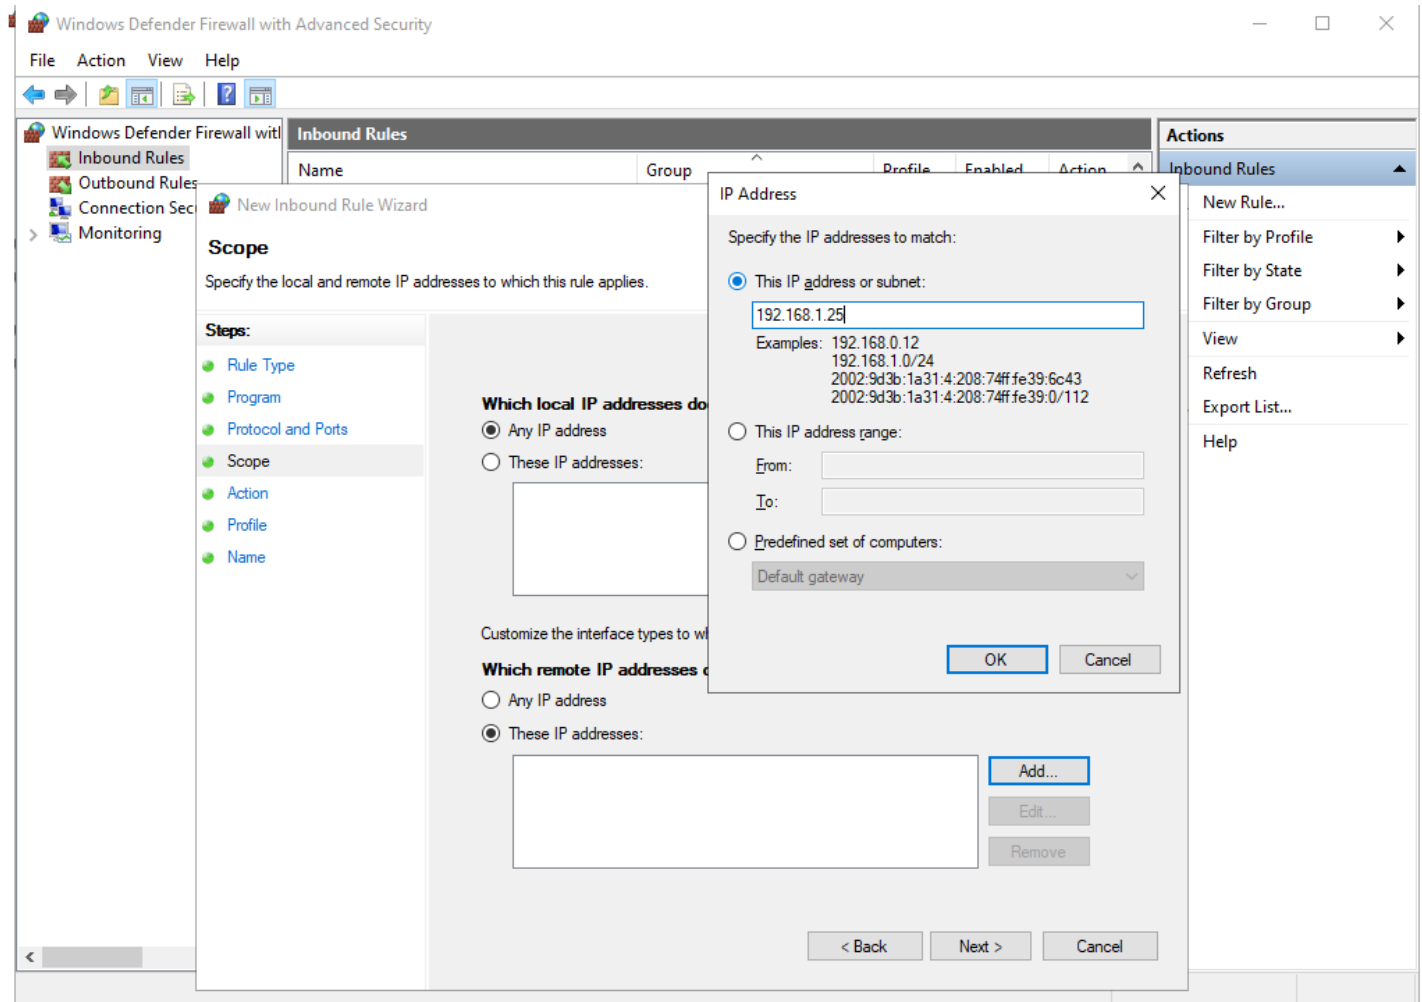 Windows Defender Firewall with Advanced Security
File Action View Help
Windows Defender Firewall with
Inbound Rules
Outbound Rules
Connection Sec
Monitoring
Inbound Rules
Name Group Profile Enabled Action
Actions
Inbound Rules
New Rule...
Filter by Profile
Filter by State
Filter by Group
View
Refresh
Export List...
Help
New Inbound Rule Wizard
Scope
Specify the local and remote IP addresses to which this rule applies.
Steps:
Rule Type
Program
Protocol and Ports
Scope
Action
Profile
Name
Which local IP addresses do
Any IP address
These IP addresses:
Customize the interface types to wh
Which remote IP addresses
Any IP address
These IP addresses:
Add...
Edit...
Remove
< Back Next > Cancel
IP Address
Specify the IP addresses to match:
This IP address or subnet:
192.168.1.25
Examples: 192.168.0.12
192.168.1.0/24
2002:9d3b:1a31:4:208:74ff:fe39:6c43
2002:9d3b:1a31:4:208:74ff:fe39:0/112
This IP address range:
From:
To:
Predefined set of computers:
Default gateway
OK Cancel